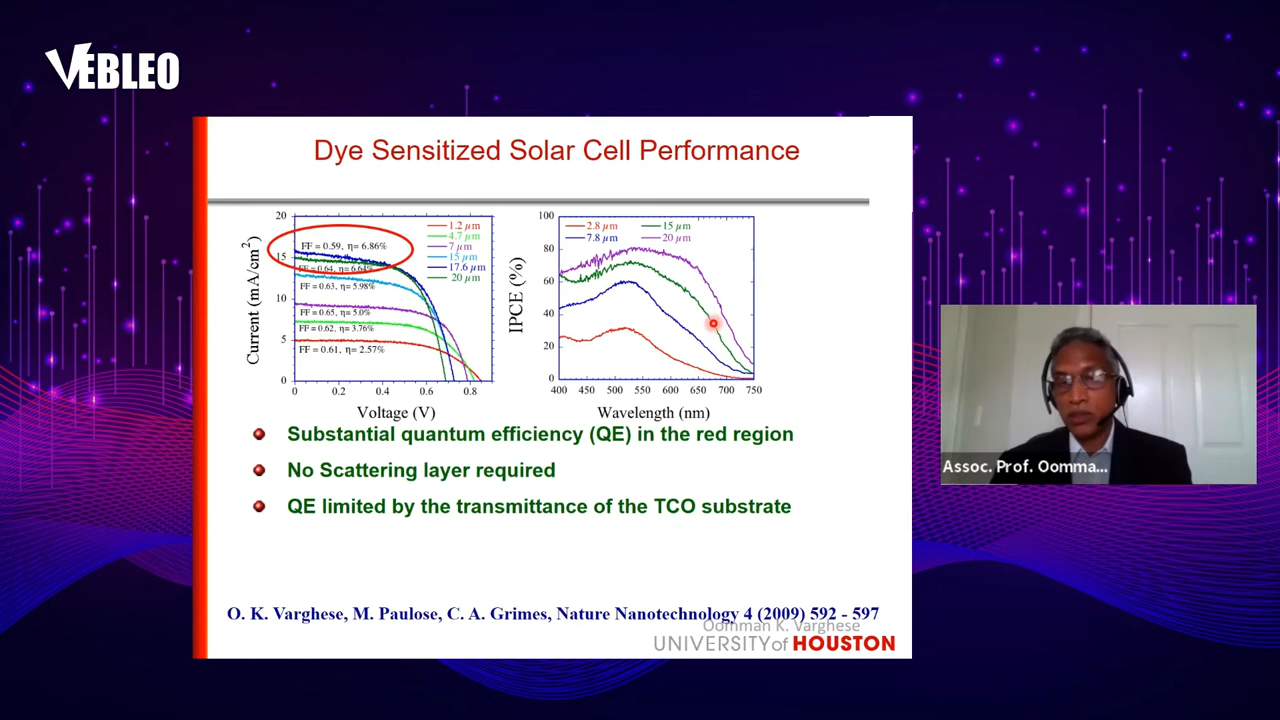 VEBLEO
Dye Sensitized Solar Cell Performance
20
15
10
5
0
Current (mA/cm2)
FF = 0.59, η= 6.86%
FF = 0.64, η= 6.64%
FF = 0.63, η= 5.98%
FF = 0.65, η= 5.0%
FF = 0.62, η= 3.76%
FF = 0.61, η= 2.57%
1.2 µm
4.7 µm
7 µm
15 µm
17.6 µm
20 µm
0 0.2 0.4 0.6 0.8
Voltage (V)
100
80
60
40
20
0
IPCE (%)
2.8 µm 15 µm
7.8 µm 20 µm
400 450 500 550 600 650 700 750
Wavelength (nm)
Substantial quantum efficiency (QE) in the red region
No Scattering layer required
QE limited by the transmittance of the TCO substrate
O. K. Varghese, M. Paulose, C. A. Grimes, Nature Nanotechnology 4 (2009) 592 - 597
Oomman K. Varghese
UNIVERSITY of HOUSTON
Assoc. Prof. Oomma...